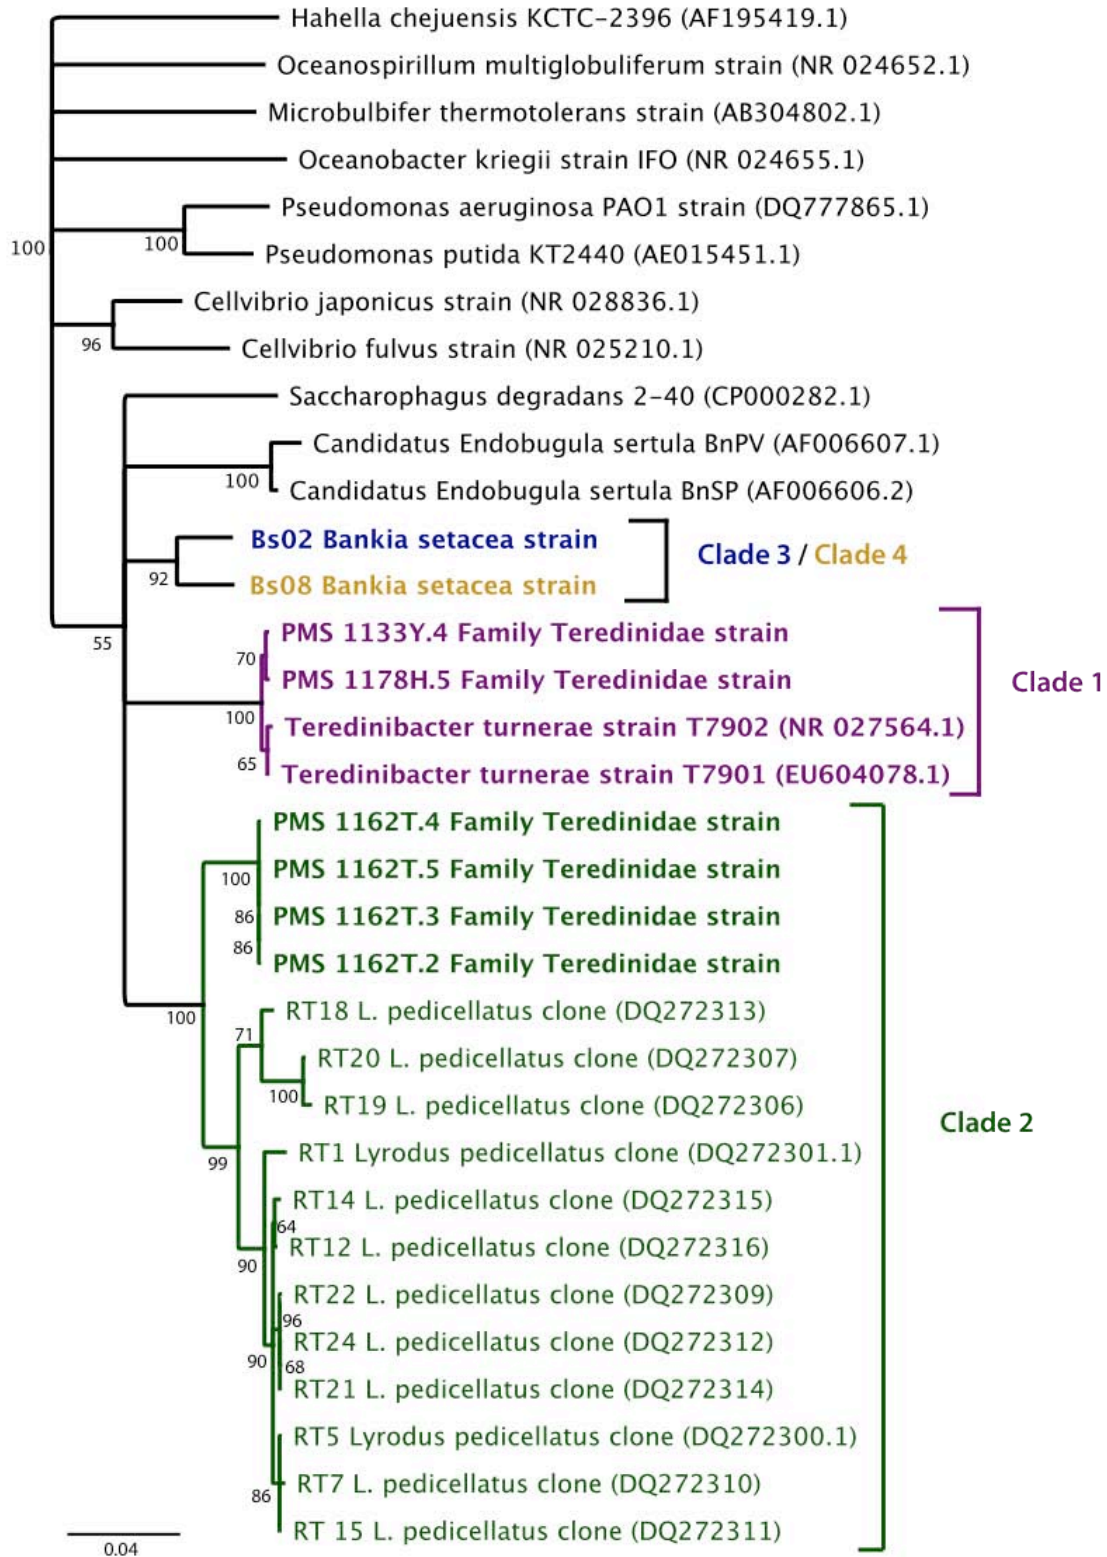 Hahella chejuensis KCTC-2396 (AF195419.1)
Oceanospirillum multiglobuliferum strain (NR 024652.1)
Microbulbifer thermotolerans strain (AB304802.1)
Oceanobacter kriegii strain IFO (NR 024655.1)
Pseudomonas aeruginosa PAO1 strain (DQ777865.1)
100
100
Pseudomonas putida KT2440 (AE015451.1)
Cellvibrio japonicus strain (NR 028836.1)
96
Cellvibrio fulvus strain (NR 025210.1)
Saccharophagus degradans 2-40 (CP000282.1)
Candidatus Endobugula sertula BnPV (AF006607.1)
100
Candidatus Endobugula sertula BnSP (AF006606.2)
Bs02 Bankia setacea strain
Clade 3 / Clade 4
92
Bs08 Bankia setacea strain
PMS 1133Y.4 Family Teredinidae strain
55
70
PMS 1178H.5 Family Teredinidae strain
Clade 1
100
Teredinibacter turnerae strain T7902 (NR 027564.1)
65
Teredinibacter turnerae strain T7901 (EU604078.1)
PMS 1162T.4 Family Teredinidae strain
100
PMS 1162T.5 Family Teredinidae strain
86
PMS 1162T.3 Family Teredinidae strain
86
PMS 1162T.2 Family Teredinidae strain
100
RT18 L. pedicellatus clone (DQ272313)
71
RT20 L. pedicellatus clone (DQ272307)
100
RT19 L. pedicellatus clone (DQ272306)
Clade 2
99
RT1 Lyrodus pedicellatus clone (DQ272301.1)
RT14 L. pedicellatus clone (DQ272315)
64
RT12 L. pedicellatus clone (DQ272316)
90
RT22 L. pedicellatus clone (DQ272309)
96
RT24 L. pedicellatus clone (DQ272312)
90
68
RT21 L. pedicellatus clone (DQ272314)
RT5 Lyrodus pedicellatus clone (DQ272300.1)
RT7 L. pedicellatus clone (DQ272310)
86
RT 15 L. pedicellatus clone (DQ272311)
0.04